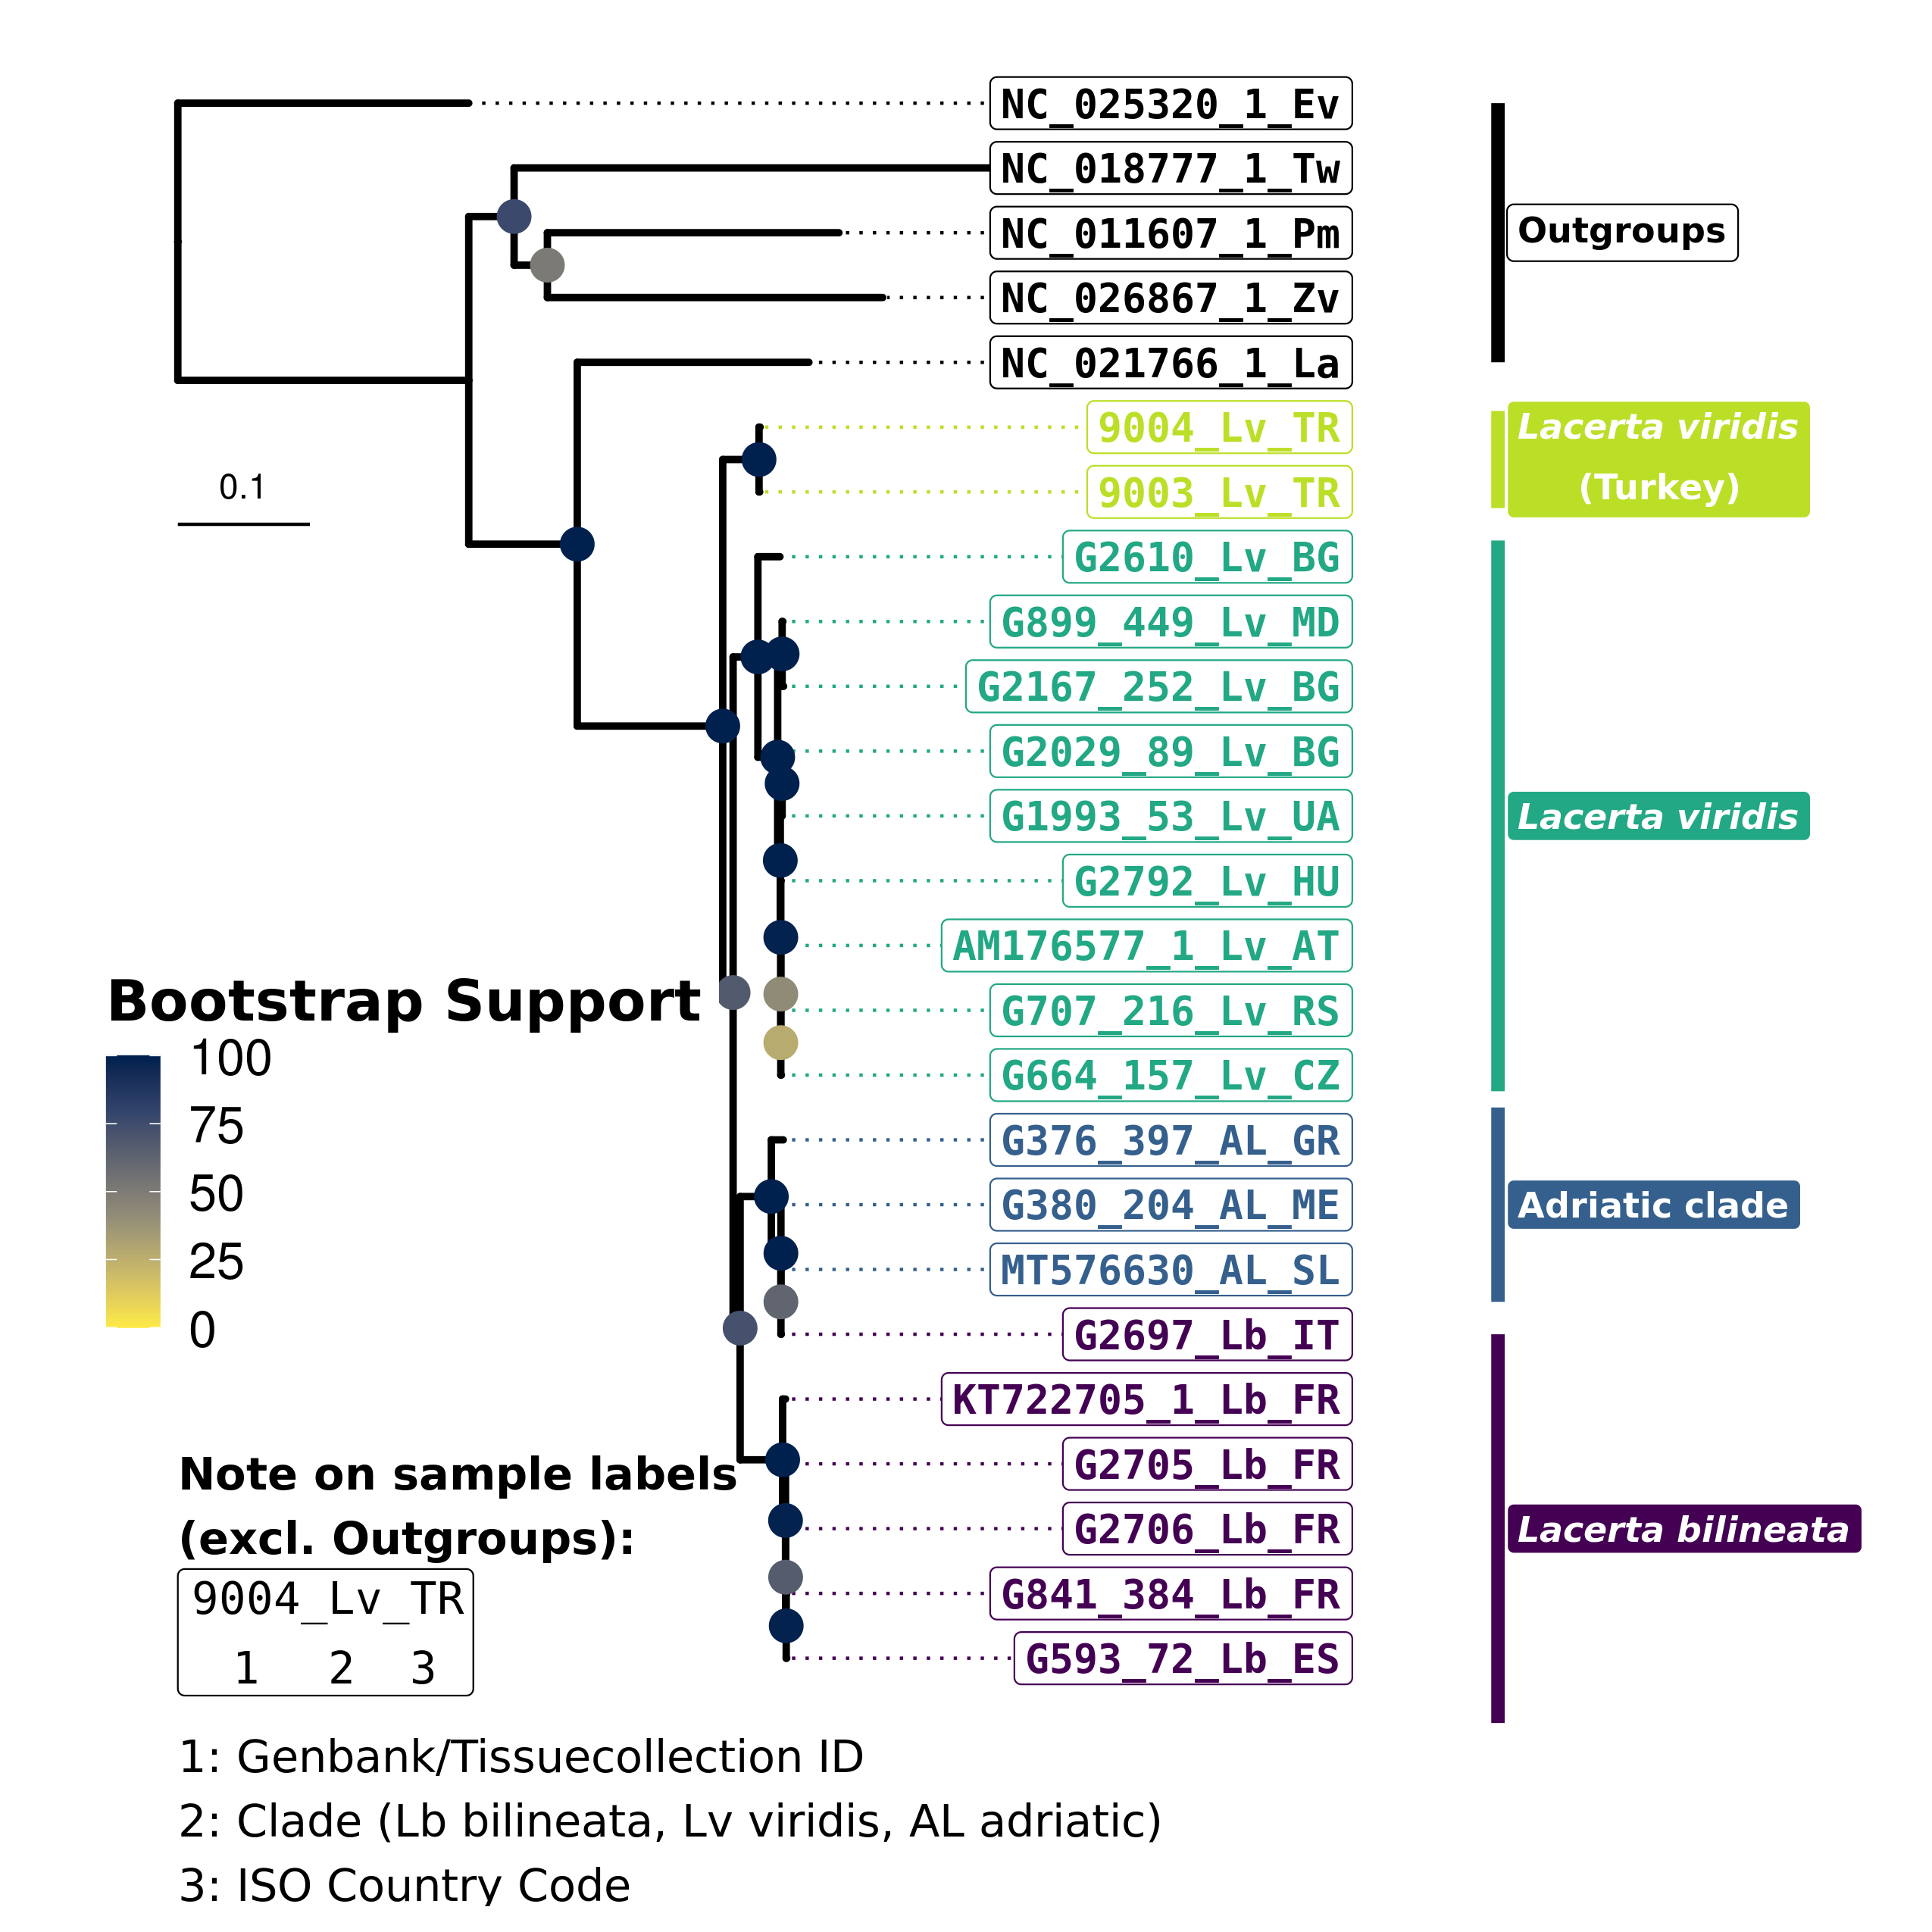 NC_025320_1_Ev
NC_018777_1_Tw
NC_011607_1_Pm
NC_026867_1_Zv
NC_021766_1_La
9004_Lv_TR
9003_Lv_TR
G2610_Lv_BG
G899_449_Lv_MD
G2167_252_Lv_BG
G2029_89_Lv_BG
G1993_53_Lv_UA
G2792_Lv_HU
AM176577_1_Lv_AT
G707_216_Lv_RS
G664_157_Lv_CZ
G376_397_AL_GR
G380_204_AL_ME
MT576630_AL_SL
G2697_Lb_IT
KT722705_1_Lb_FR
G2705_Lb_FR
G2706_Lb_FR
G841_384_Lb_FR
G593_72_Lb_ES
Outgroups
Lacerta viridis
(Turkey)
Lacerta viridis
Adriatic clade
Lacerta bilineata
0.1
Bootstrap Support
100
75
50
25
0
Note on sample labels
(excl. Outgroups):
9004_Lv_TR
1 2 3
1: Genbank/Tissuecollection ID
2: Clade (Lb bilineata, Lv viridis, AL adriatic)
3: ISO Country Code